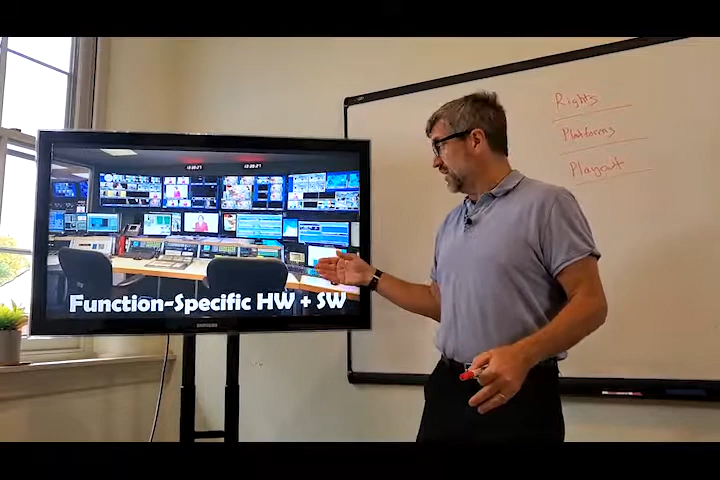 Rights
Platforms
Playout
Function-Specific HW + SW
SAMSUNG